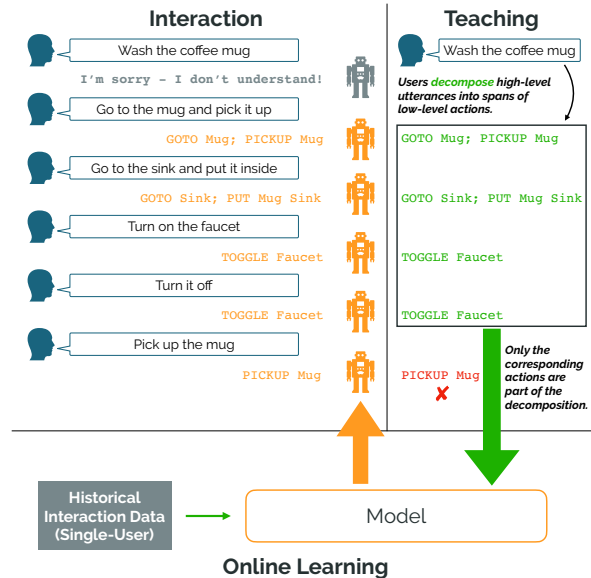 Interaction
Wash the coffee mug
I'm sorry – I don't understand!
Go to the mug and pick it up
GOTO Mug; PICKUP Mug
Go to the sink and put it inside
GOTO Sink; PUT Mug Sink
Turn on the faucet
TOGGLE Faucet
Turn it off
TOGGLE Faucet
Pick up the mug
PICKUP Mug
Teaching
Wash the coffee mug
Users decompose high-level
utterances into spans of
low-level actions.
GOTO Mug; PICKUP Mug
GOTO Sink; PUT Mug Sink
TOGGLE Faucet
TOGGLE Faucet
PICKUP Mug
✘
Only the
corresponding
actions are
part of the
decomposition.
Historical
Interaction Data
(Single-User)
Model
Online Learning